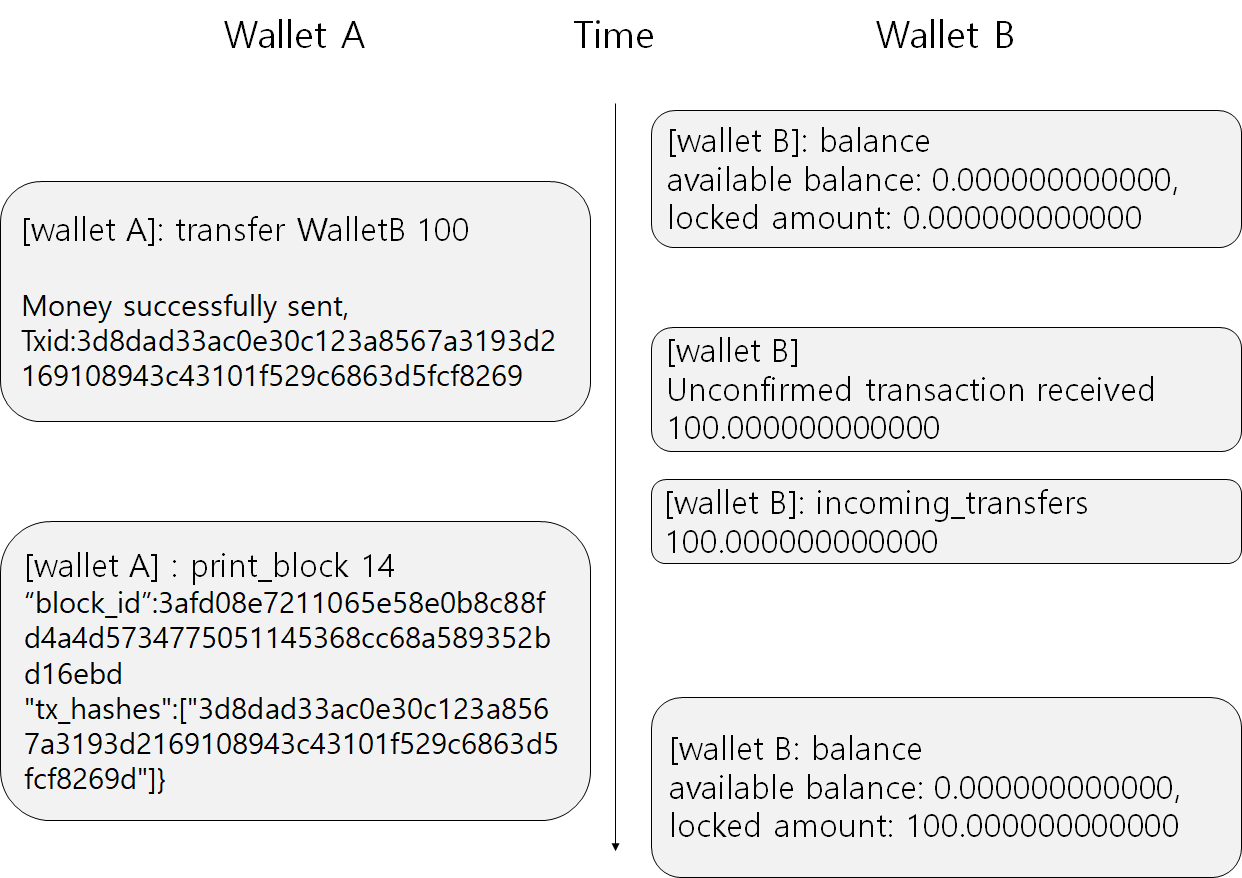 Wallet A
Time
Wallet B
[wallet B]: balance
available balance: 0.000000000000,
locked amount: 0.000000000000
[wallet A]: transfer WalletB 100
Money successfully sent,
Txid:3d8dad33ac0e30c123a8567a3193d2
169108943c43101f529c6863d5fcf8269
[wallet B]
Unconfirmed transaction received
100.000000000000
[wallet B]: incoming_transfers
100.000000000000
[wallet A] : print_block 14
“block_id”:3afd08e7211065e58e0b8c88f
d4a4d5734775051145368cc68a589352b
d16ebd
"tx_hashes":["3d8dad33ac0e30c123a856
7a3193d2169108943c43101f529c6863d5
fcf8269d"]}
[wallet B: balance
available balance: 0.000000000000,
locked amount: 100.000000000000